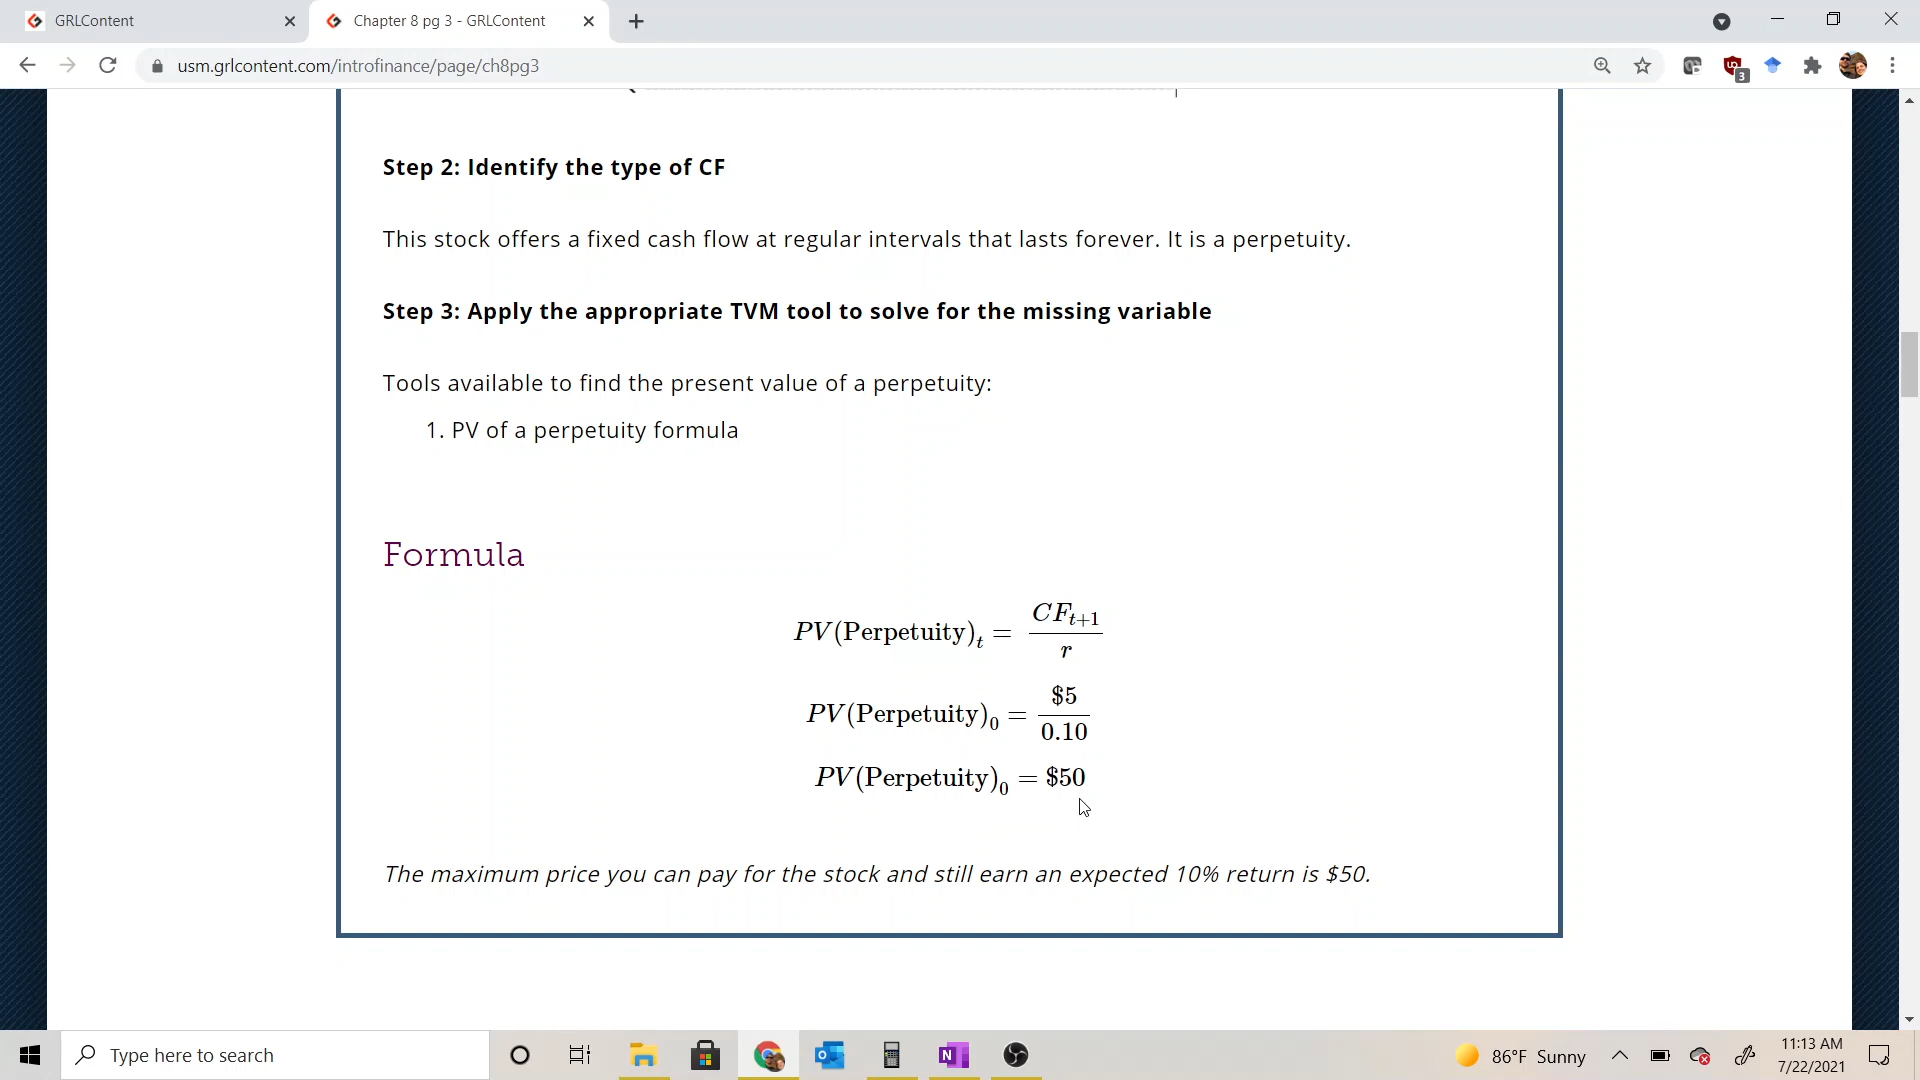 GRLContent
Chapter 8 pg 3 - GRLContent
usm.grlcontent.com/introfinance/page/ch8pg3
3
Step 2: Identify the type of CF
This stock offers a fixed cash flow at regular intervals that lasts forever. It is a perpetuity.
Step 3: Apply the appropriate TVM tool to solve for the missing variable
Tools available to find the present value of a perpetuity:
1. PV of a perpetuity formula
Formula
PV(Perpetuity)_t = CF_{t+1} / r
PV(Perpetuity)_0 = $5 / 0.10
PV(Perpetuity)_0 = $50
The maximum price you can pay for the stock and still earn an expected 10% return is $50.
Type here to search
86°F Sunny
11:13 AM
7/22/2021